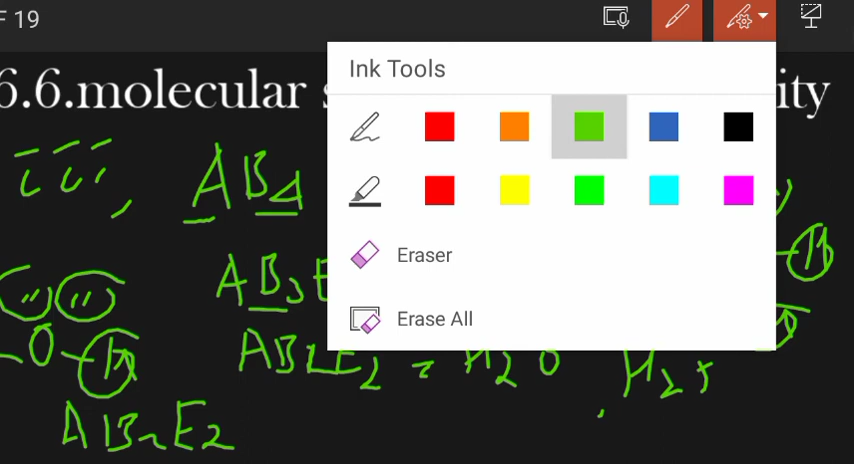 F 19
Ink Tools
6.6.molecular s ity
AB4
AB3E
Eraser
Erase All
AB2E2 = H2O, H2S
AB2E2